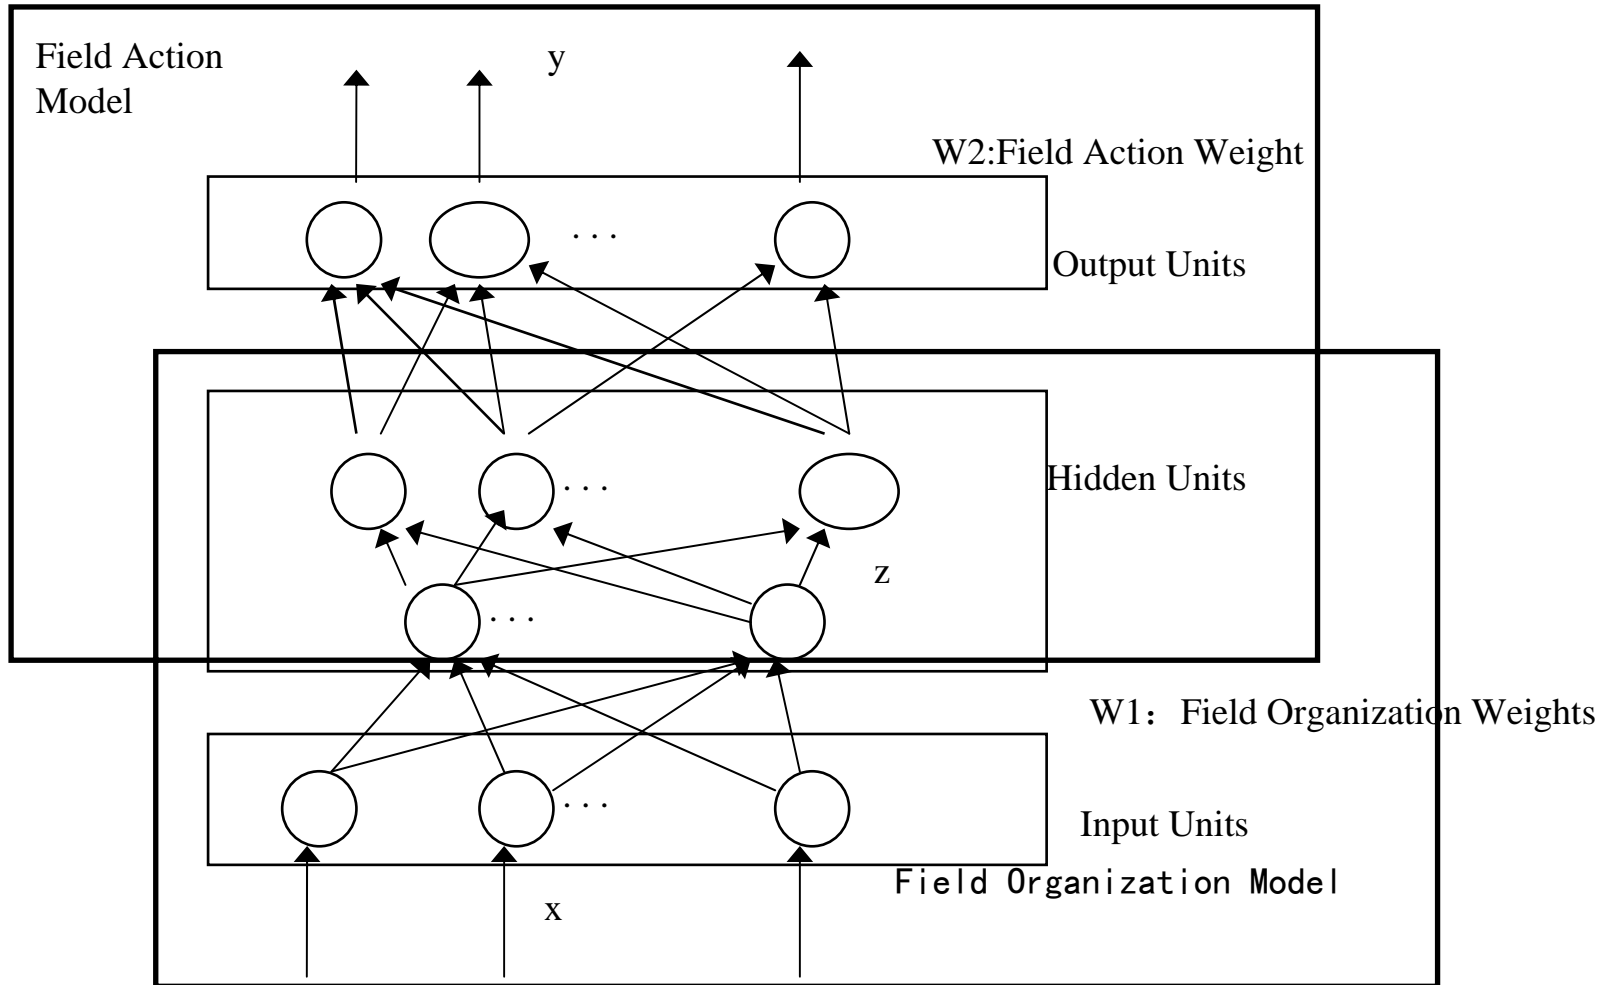 Field Action
Model
y
W2:Field Action Weight
. . .
Output Units
. . .
Hidden Units
z
. . .
W1：Field Organization Weights
. . .
Input Units
Field Organization Model
x